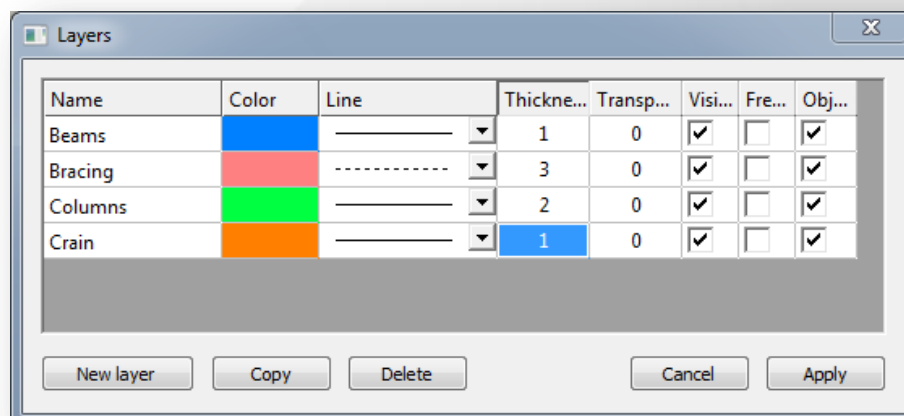 Layers
Name Color Line Thickne... Transp... Visi... Fre... Obj...
Beams 1 0
Bracing 3 0
Columns 2 0
Crain 1 0
New layer Copy Delete Cancel Apply